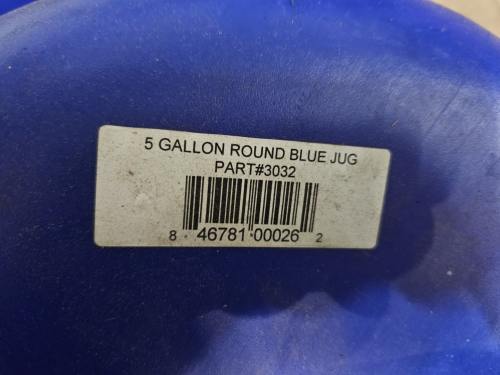 5 GALLON ROUND BLUE JUG
PART#3032
8 46781 00026 2